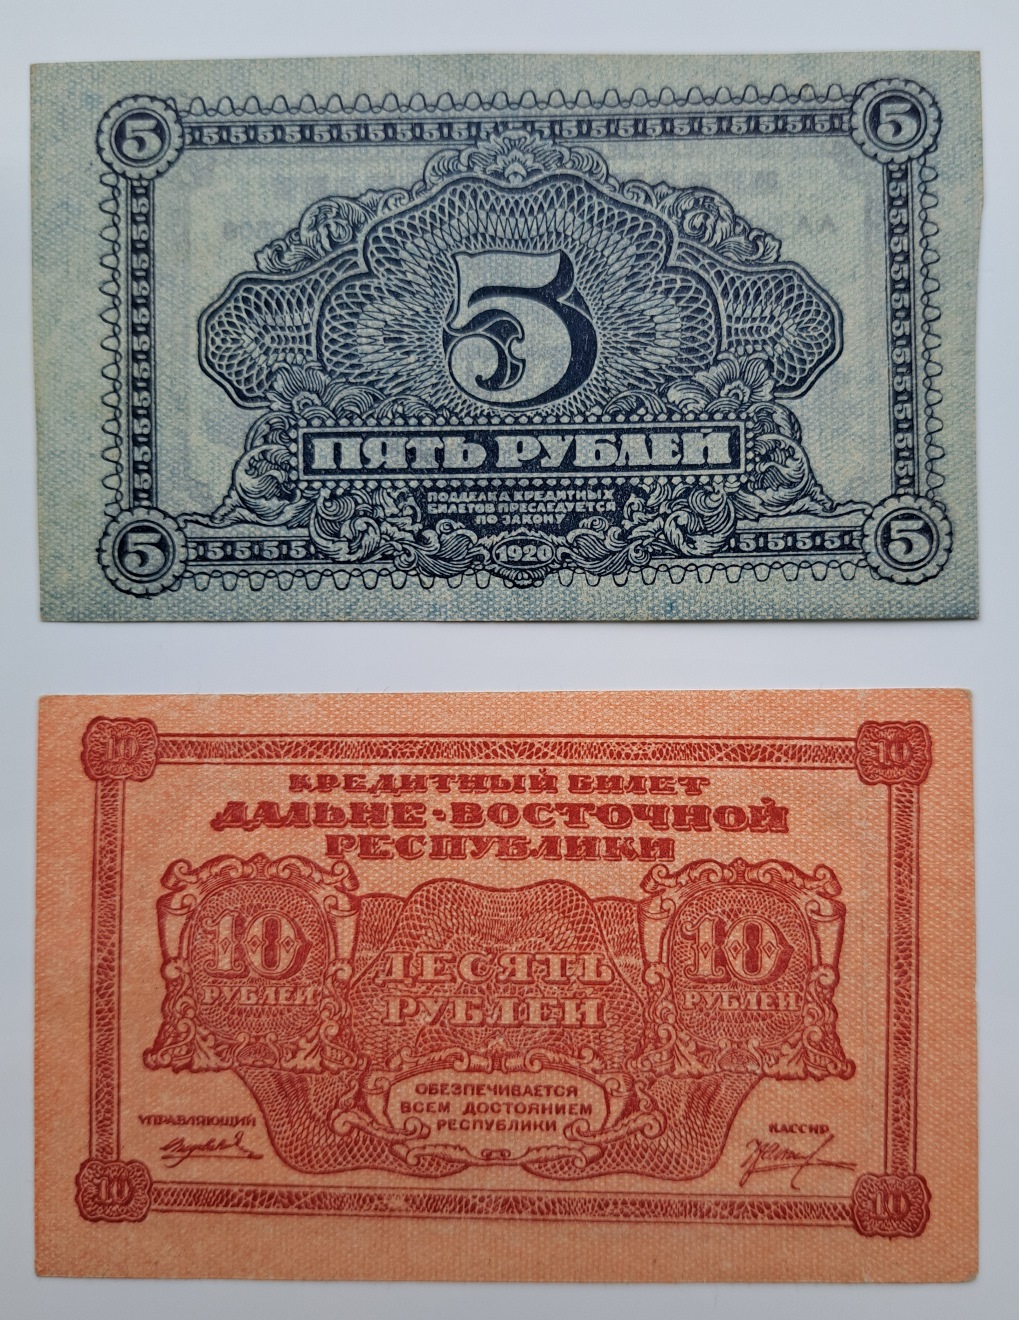 5 5
5
ПЯТЬ РУБЛЕЙ
ПОДДЕЛКА КРЕДИТНЫХ
БИЛЕТОВ ПРЕСЛЕДУЕТСЯ
ПО ЗАКОНУ
5 1920 5
10 10
КРЕДИТНЫЙ БИЛЕТ
ДАЛЬНЕ-ВОСТОЧНОЙ
РЕСПУБЛИКИ
10 10
РУБЛЕЙ РУБЛЕЙ
ДЕСЯТЬ
РУБЛЕЙ
ОБЕЗПЕЧИВАЕТСЯ
ВСЕМ ДОСТОЯНИЕМ
РЕСПУБЛИКИ
УПРАВЛЯЮЩИЙ КАССИР
10 10